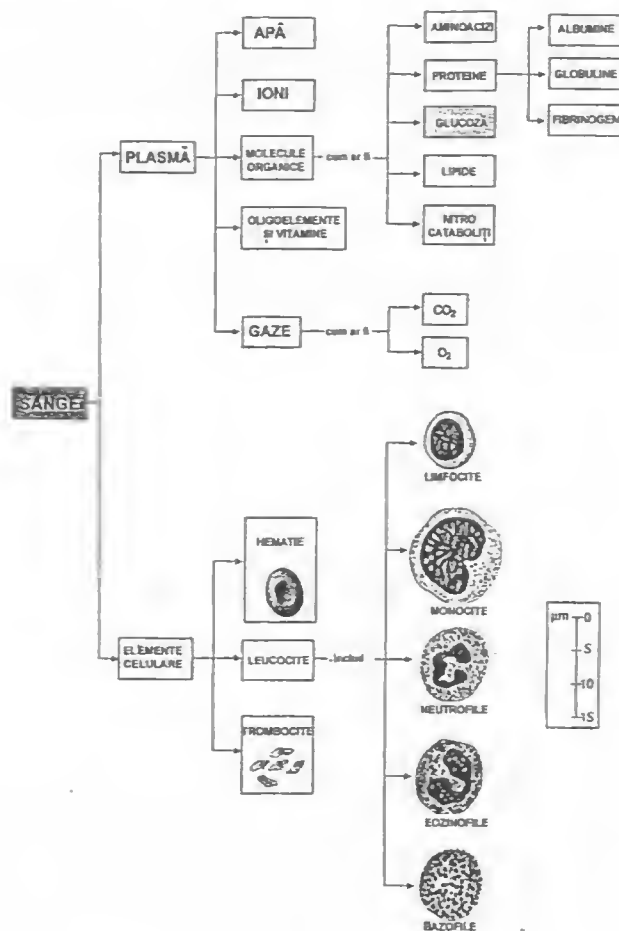 APĂ
IONI
PLASMĂ
MOLECULE
ORGANICE
cum ar fi
AMINOACIZI
PROTEINE
GLUCOZĂ
LIPIDE
NITRO
CATABOLIȚI
ALBUMINE
GLOBULINE
FIBRINOGEN
OLIGOELEMENTE
ȘI VITAMINE
GAZE
cum ar fi
CO₂
O₂
SÂNGE
ELEMENTE
CELULARE
HEMATIE
LEUCOCITE
includ
TROMBOCITE
LIMFOCITE
MONOCITE
NEUTROFILE
EOZINOFILE
BAZOFILE
μm 0
5
10
15